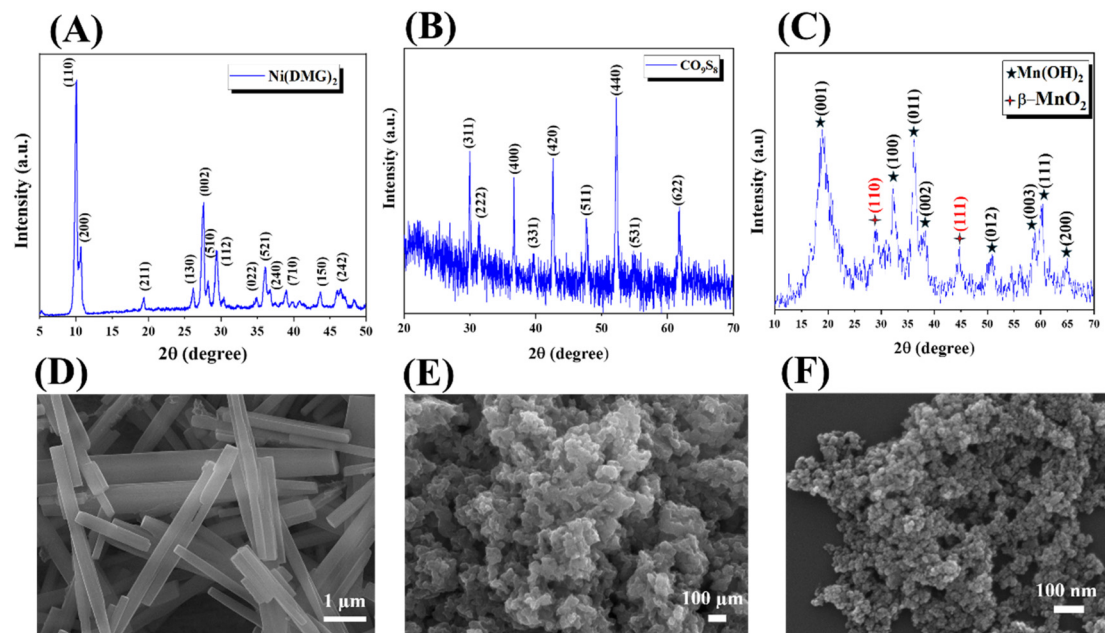 (A)
Ni(DMG)₂
(110)
(200)
(211)
(130)
(002)
(510)
(112)
(022)
(521)
(240)
(710)
(150)
(242)
Intensity (a.u.)
5 10 15 20 25 30 35 40 45 50
2θ (degree)
(B)
CO₉S₈
(311)
(222)
(400)
(331)
(420)
(511)
(440)
(531)
(622)
Intensity (a.u.)
20 30 40 50 60 70
2θ (degree)
(C)
★Mn(OH)₂
+β–MnO₂
(001)
(110)
(100)
(011)
(002)
(111)
(012)
(003)
(111)
(200)
Intensity (a.u.)
10 15 20 25 30 35 40 45 50 55 60 65 70
2θ (degree)
(D)
1 μm
(E)
100 μm
(F)
100 nm